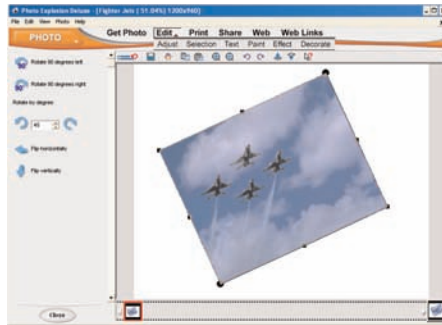 Photo Explosion Deluxe - [Fighter Jets ( 51.04%) 1200x960]
File Edit View Photo Help
PHOTO
Get Photo Edit Print Share Web Web Links
Adjust Selection Text Paint Effect Decorate
Rotate 90 degrees left
Rotate 90 degrees right
Rotate by degree
45
Flip horizontally
Flip vertically
Close